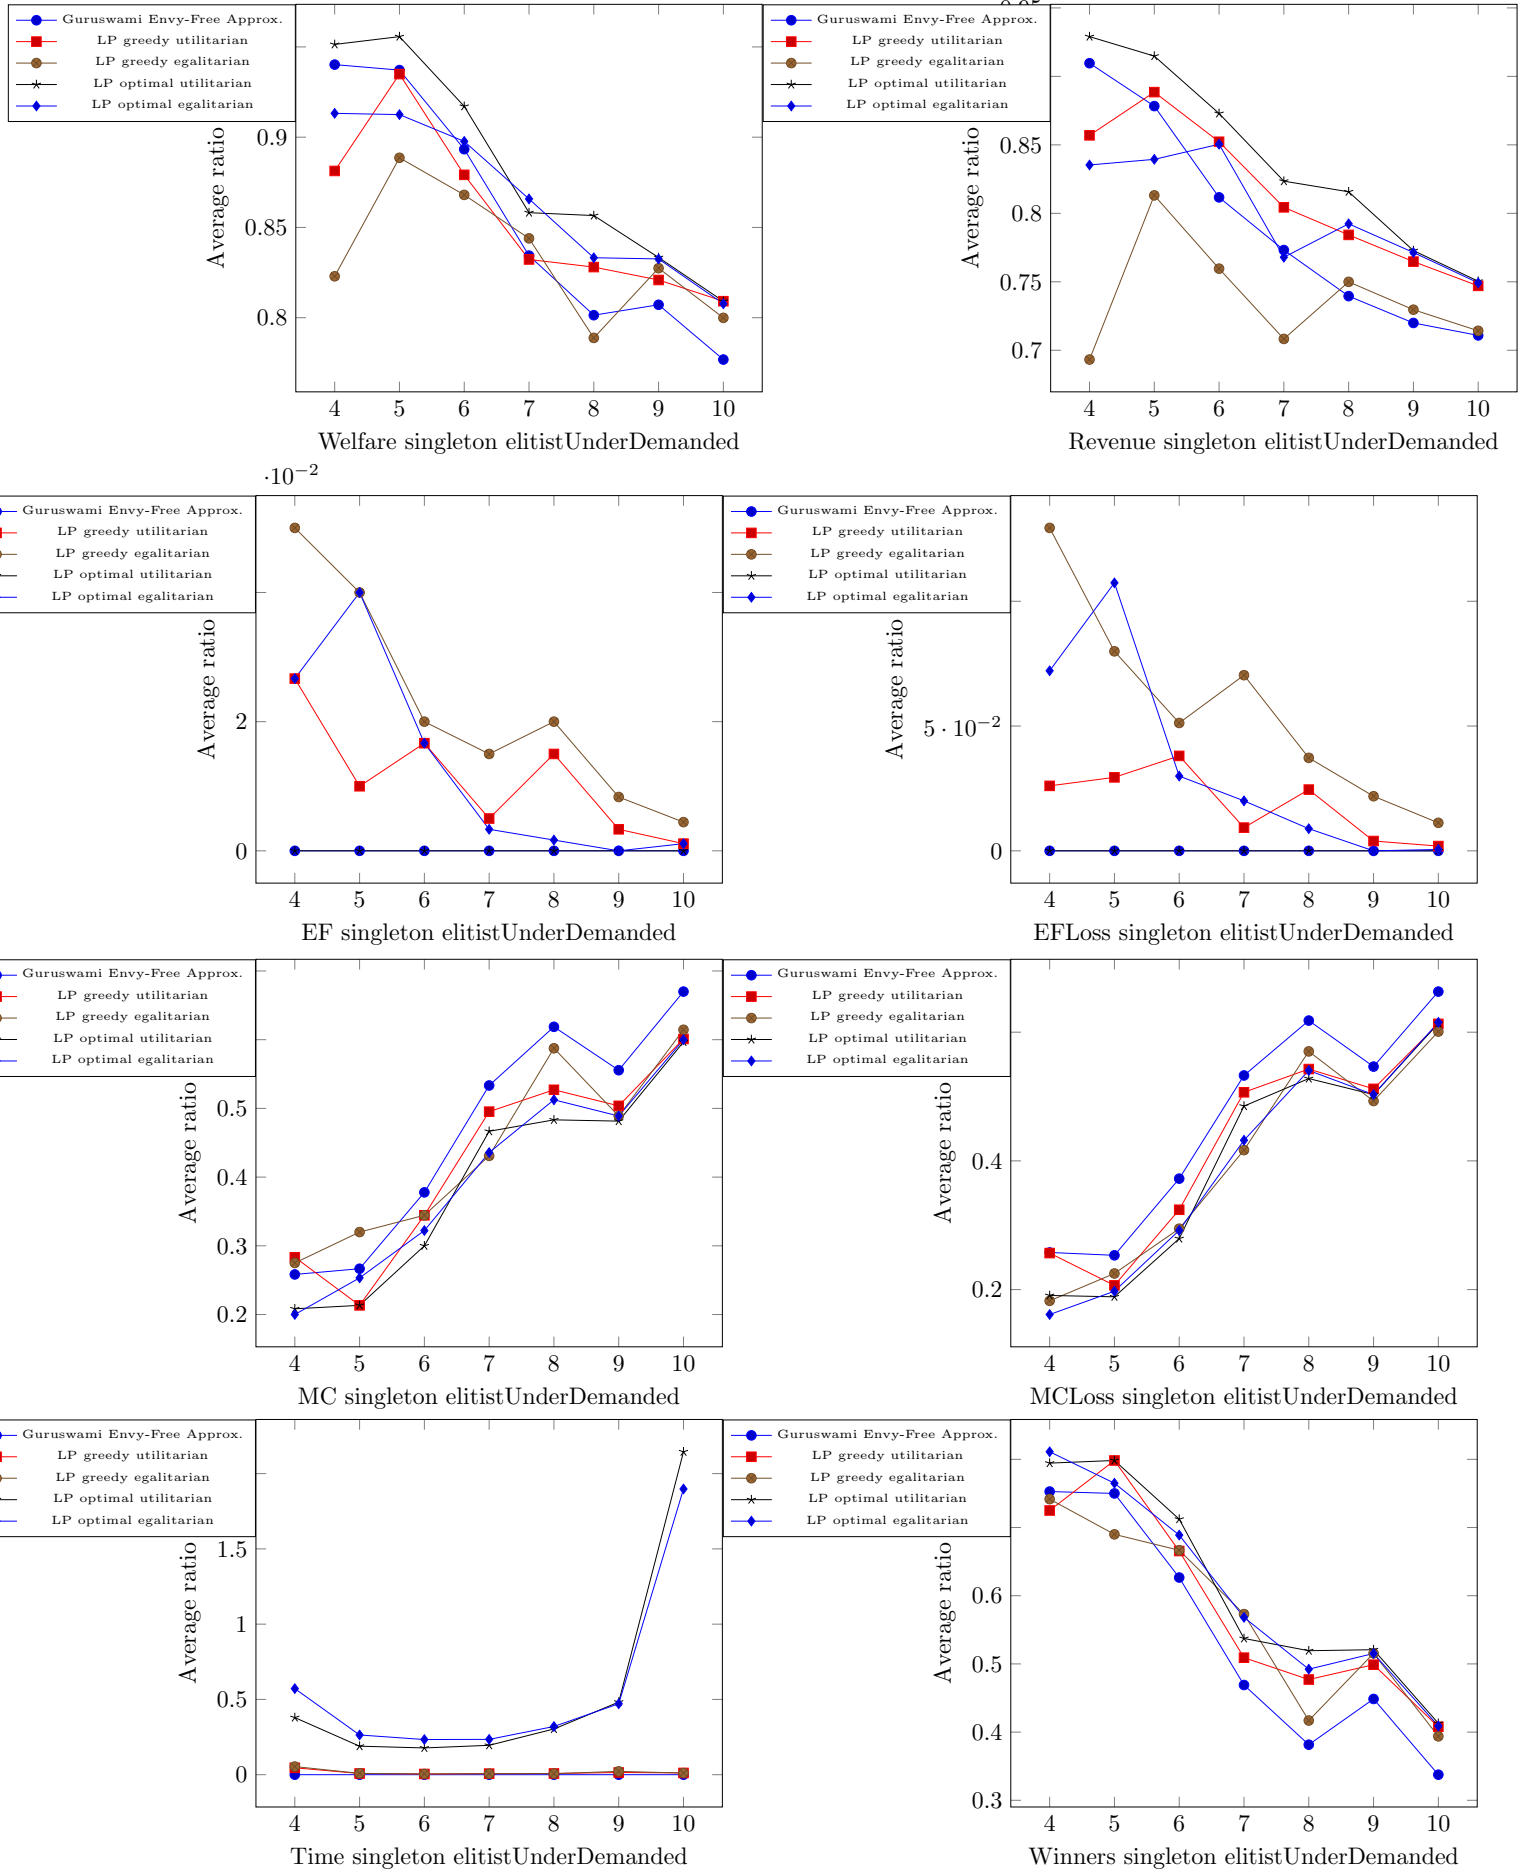 Guruswami Envy-Free Approx.
LP greedy utilitarian
LP greedy egalitarian
LP optimal utilitarian
LP optimal egalitarian
0.9
0.85
0.8
Average ratio
4 5 6 7 8 9 10
Welfare singleton elitistUnderDemanded
Guruswami Envy-Free Approx.
LP greedy utilitarian
LP greedy egalitarian
LP optimal utilitarian
LP optimal egalitarian
0.85
0.8
0.75
0.7
Average ratio
4 5 6 7 8 9 10
Revenue singleton elitistUnderDemanded
·10−2
Guruswami Envy-Free Approx.
LP greedy utilitarian
LP greedy egalitarian
LP optimal utilitarian
LP optimal egalitarian
2
0
Average ratio
4 5 6 7 8 9 10
EF singleton elitistUnderDemanded
Guruswami Envy-Free Approx.
LP greedy utilitarian
LP greedy egalitarian
LP optimal utilitarian
LP optimal egalitarian
5 · 10−2
0
Average ratio
4 5 6 7 8 9 10
EFLoss singleton elitistUnderDemanded
Guruswami Envy-Free Approx.
LP greedy utilitarian
LP greedy egalitarian
LP optimal utilitarian
LP optimal egalitarian
0.5
0.4
0.3
0.2
Average ratio
4 5 6 7 8 9 10
MC singleton elitistUnderDemanded
Guruswami Envy-Free Approx.
LP greedy utilitarian
LP greedy egalitarian
LP optimal utilitarian
LP optimal egalitarian
0.4
0.2
Average ratio
4 5 6 7 8 9 10
MCLoss singleton elitistUnderDemanded
Guruswami Envy-Free Approx.
LP greedy utilitarian
LP greedy egalitarian
LP optimal utilitarian
LP optimal egalitarian
1.5
1
0.5
0
Average ratio
4 5 6 7 8 9 10
Time singleton elitistUnderDemanded
Guruswami Envy-Free Approx.
LP greedy utilitarian
LP greedy egalitarian
LP optimal utilitarian
LP optimal egalitarian
0.6
0.5
0.4
0.3
Average ratio
4 5 6 7 8 9 10
Winners singleton elitistUnderDemanded